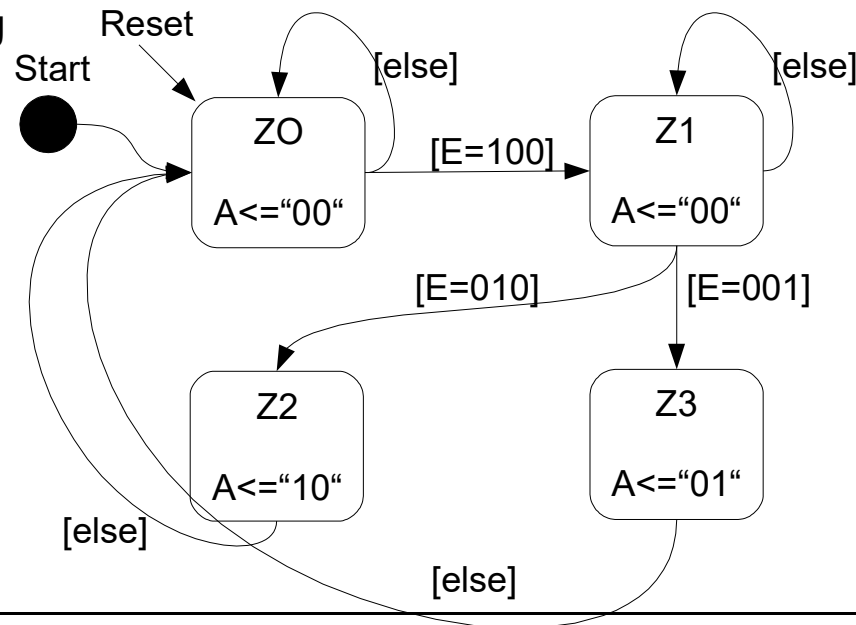 g
Reset
Start
[else]
[else]
ZO
Z1
[E=100]
A<=“00“
A<=“00“
[E=010]
[E=001]
Z2
Z3
A<=“10“
A<=“01“
[else]
[else]